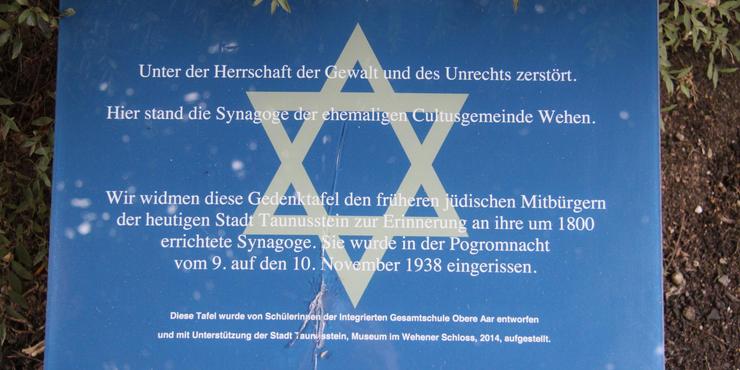 Unter der Herrschaft der Gewalt und des Unrechts zerstört.
Hier stand die Synagoge der ehemaligen Cultusgemeinde Wehen.
Wir widmen diese Gedenktafel den früheren jüdischen Mitbürgern
der heutigen Stadt Taunusstein zur Erinnerung an ihre um 1800
errichtete Synagoge. Sie wurde in der Pogromnacht
vom 9. auf den 10. November 1938 eingerissen.
Diese Tafel wurde von Schülerinnen der Integrierten Gesamtschule Obere Aar entworfen
und mit Unterstützung der Stadt Taunusstein, Museum im Wehener Schloss, 2014, aufgestellt.